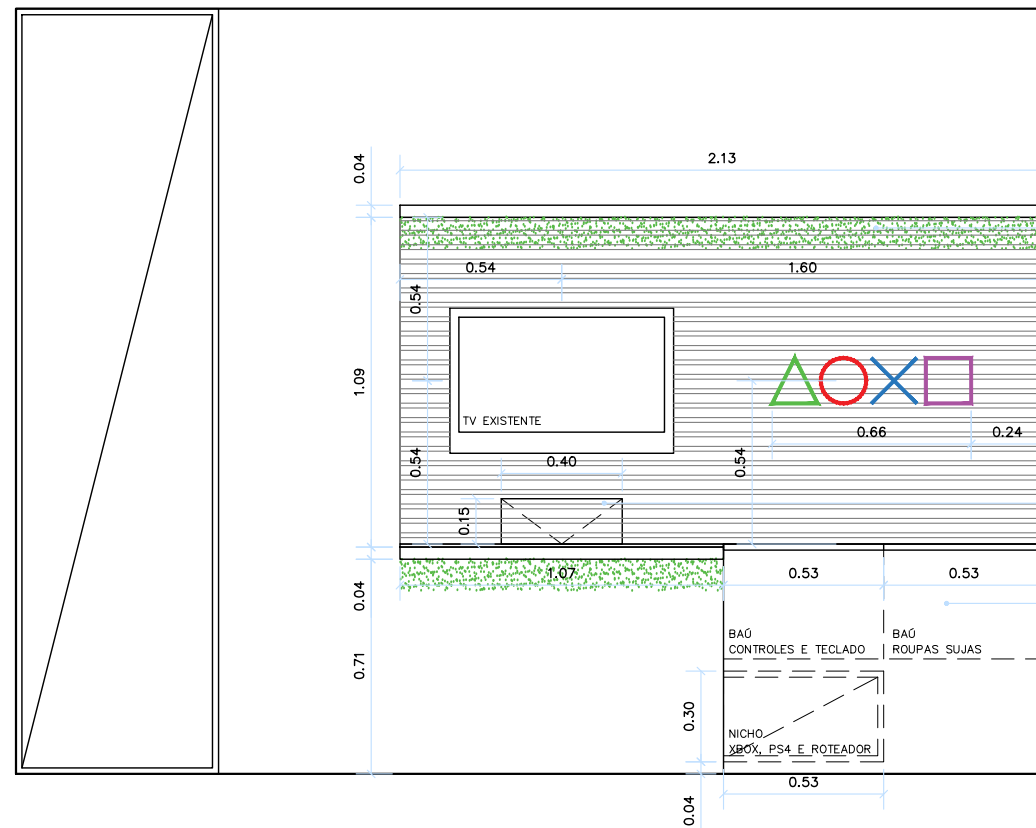 2.13
0.04
0.54
1.60
0.54
1.09
TV EXISTENTE
0.66
0.24
0.40
0.54
0.54
0.15
1.07
0.53
0.53
0.04
BAÚ
CONTROLES E TECLADO
BAÚ
ROUPAS SUJAS
0.71
0.30
NICHO
XBOX, PS4 E ROTEADOR
0.53
0.04